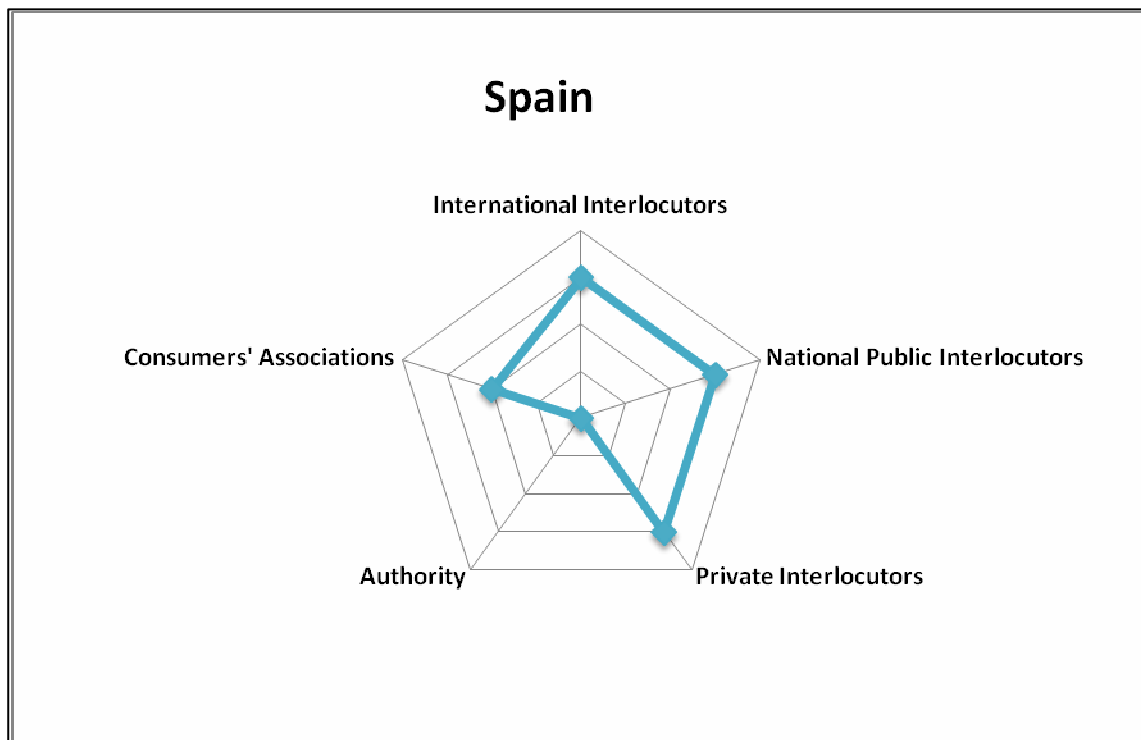 Spain
International Interlocutors
Consumers' Associations
National Public Interlocutors
Authority
Private Interlocutors